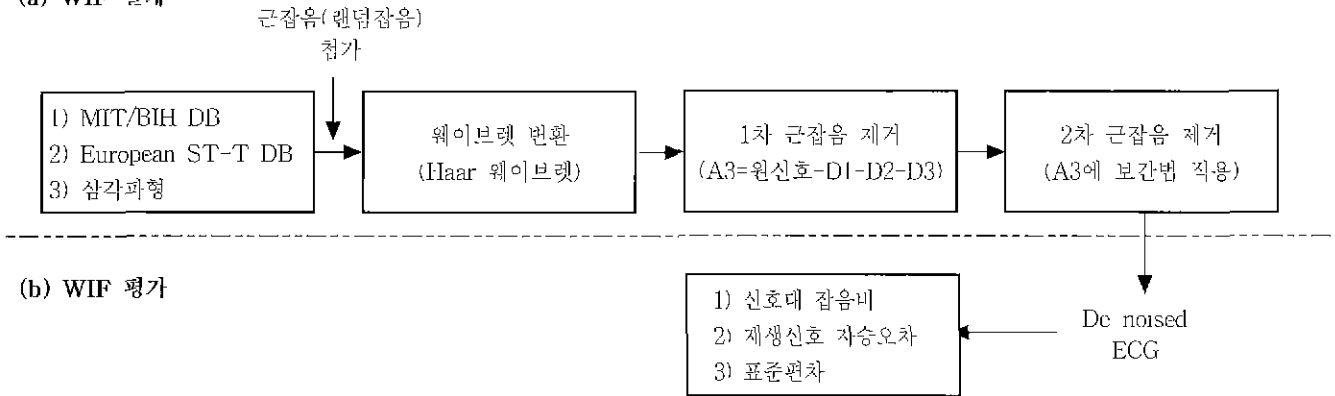 (a) WIF 설계
근잡음(랜덤잡음)
첨가
1) MIT/BIH DB
2) European ST-T DB
3) 삼각파형
웨이브렛 변환
(Haar 웨이브렛)
1차 근잡음 제거
(A3=원신호-D1-D2-D3)
2차 근잡음 제거
(A3에 보간법 적용)
(b) WIF 평가
1) 신호대 잡음비
2) 재생신호 자승오차
3) 표준편차
De noised
ECG